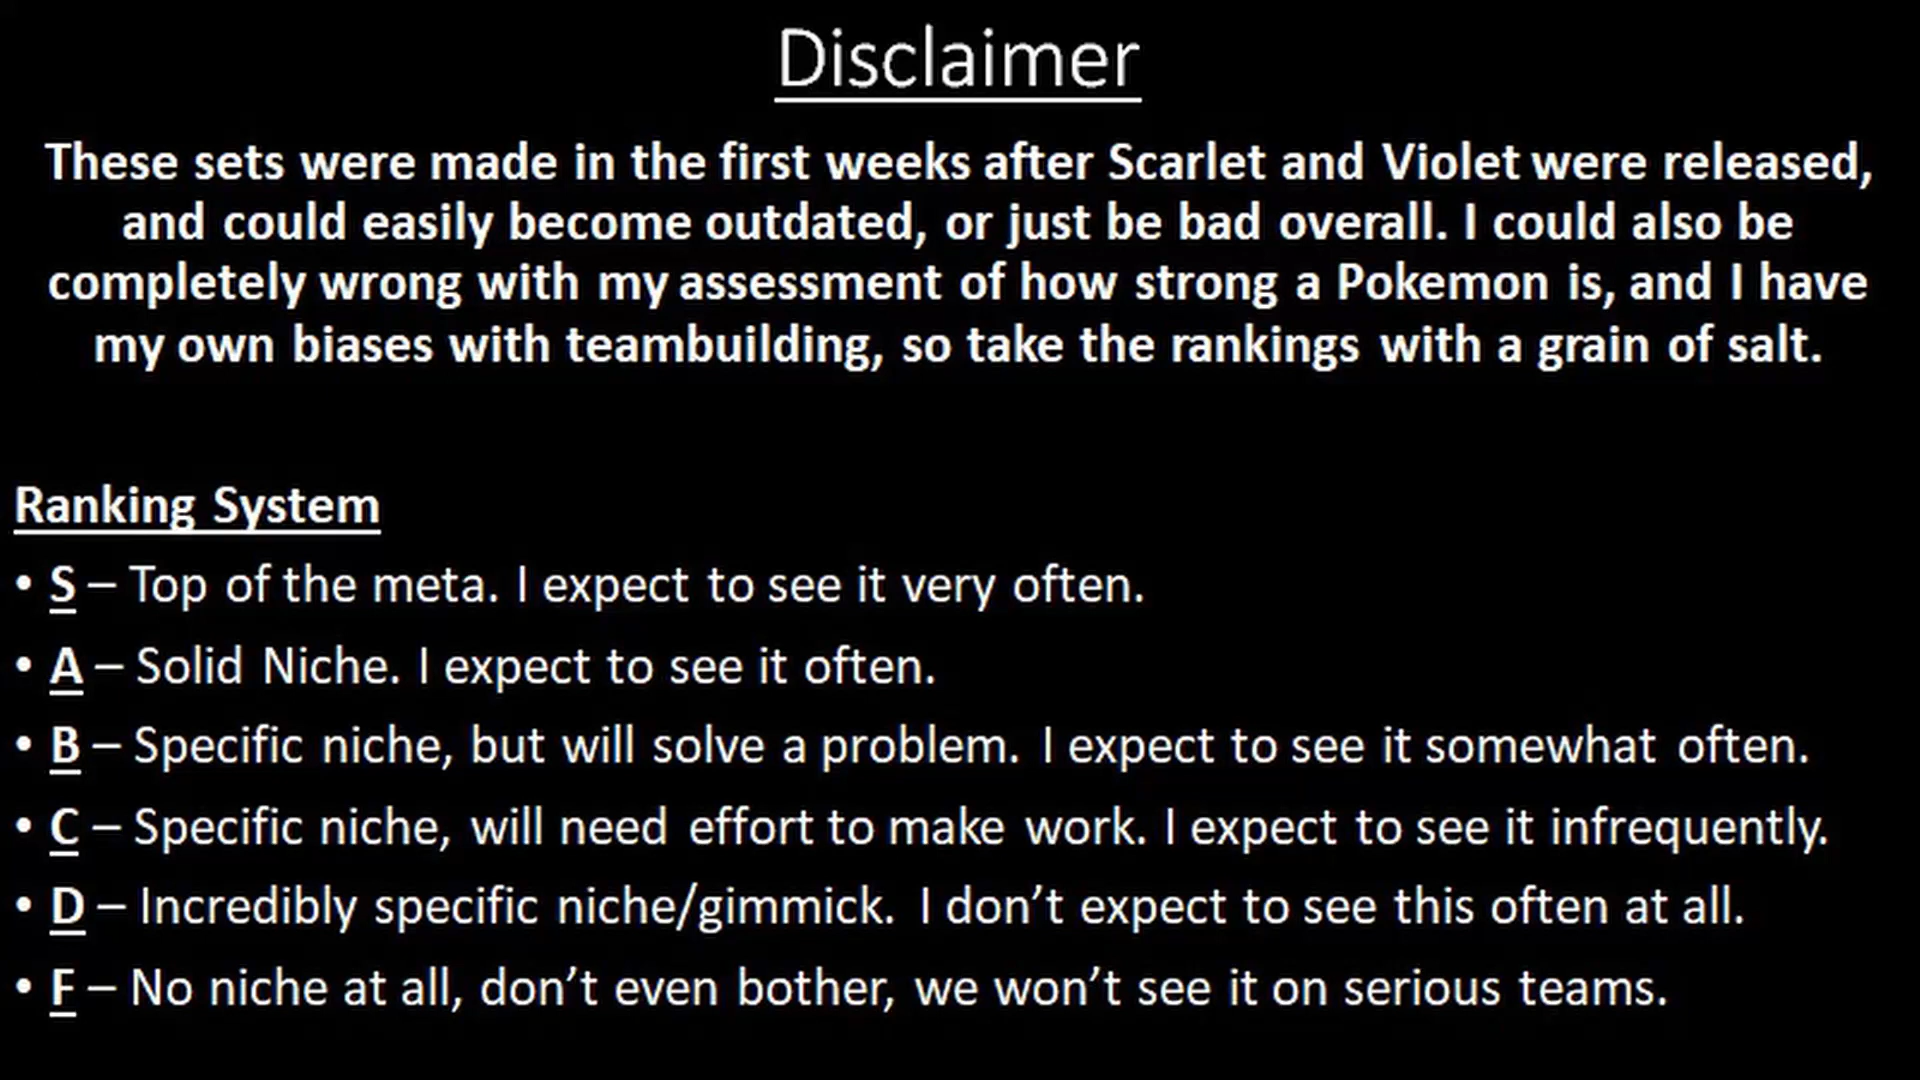 Disclaimer
These sets were made in the first weeks after Scarlet and Violet were released,
and could easily become outdated, or just be bad overall. I could also be
completely wrong with my assessment of how strong a Pokemon is, and I have
my own biases with teambuilding, so take the rankings with a grain of salt.
Ranking System
• S – Top of the meta. I expect to see it very often.
• A – Solid Niche. I expect to see it often.
• B – Specific niche, but will solve a problem. I expect to see it somewhat often.
• C – Specific niche, will need effort to make work. I expect to see it infrequently.
• D – Incredibly specific niche/gimmick. I don’t expect to see this often at all.
• F – No niche at all, don’t even bother, we won’t see it on serious teams.